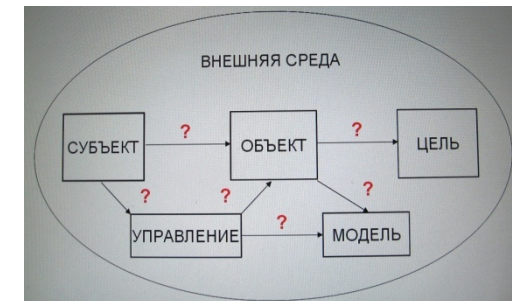 ВНЕШНЯЯ СРЕДА
СУБЪЕКТ
?
ОБЪЕКТ
?
ЦЕЛЬ
?
?
?
?
УПРАВЛЕНИЕ
МОДЕЛЬ